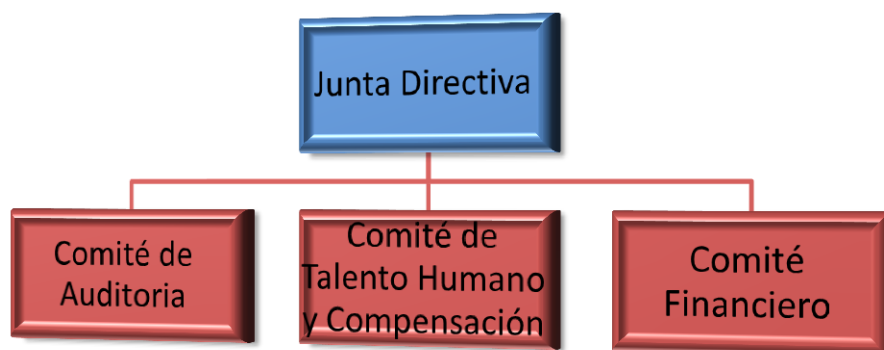 Junta Directiva
Comité de
Auditoria
Comité de
Talento Humano
y Compensación
Comité
Financiero